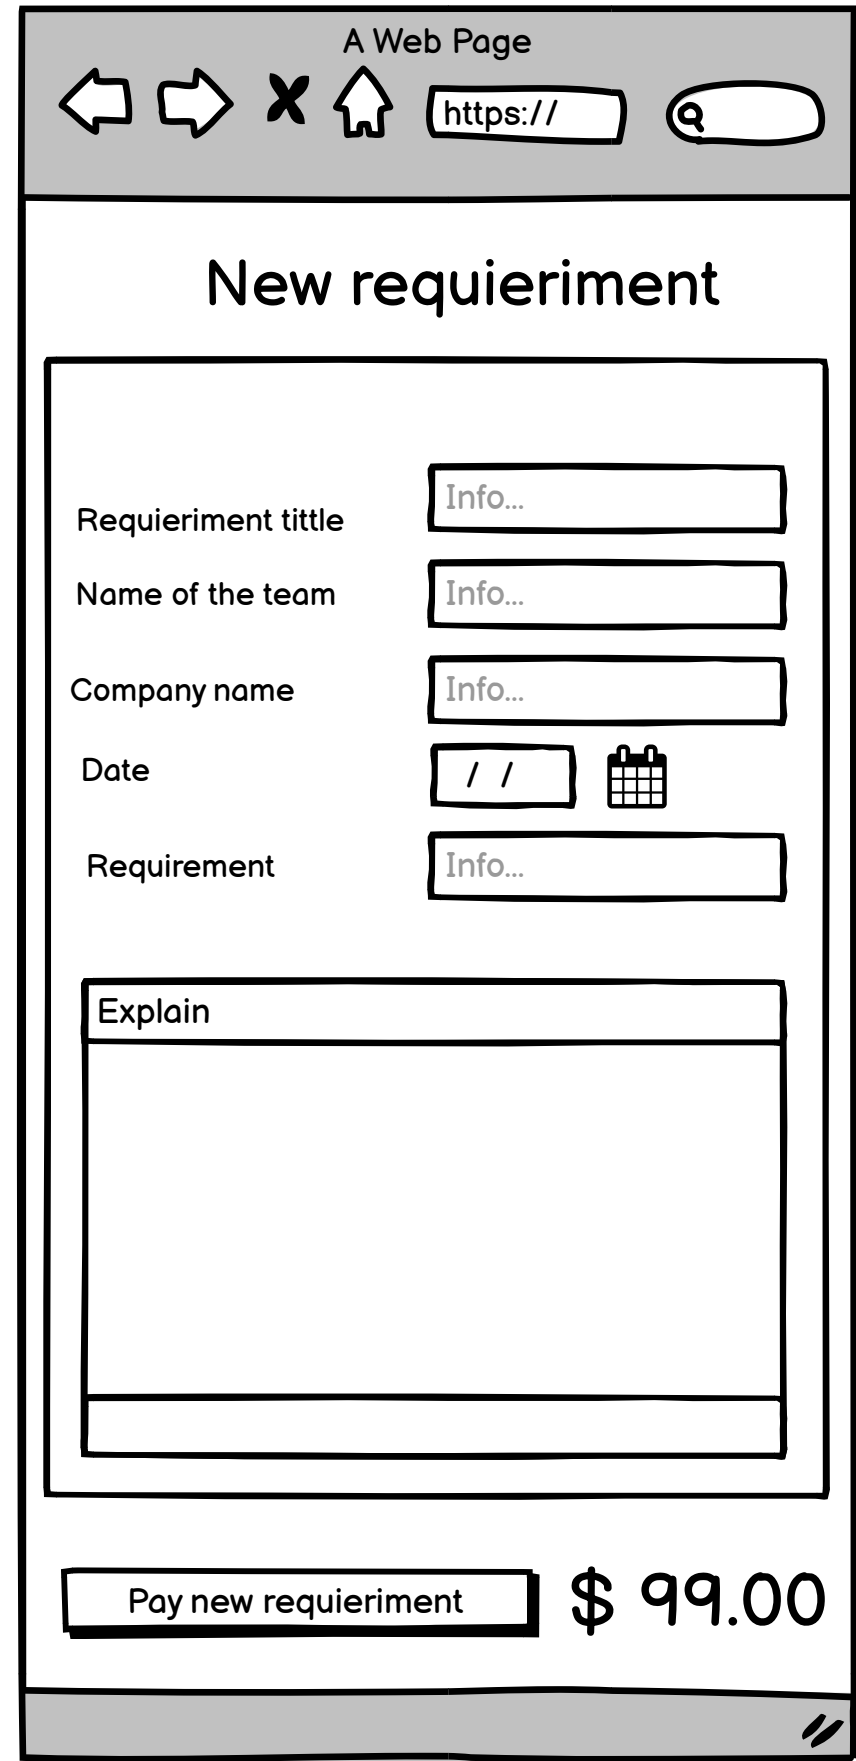 A Web Page
https://
New requieriment
Requieriment tittle
Info...
Name of the team
Info...
Company name
Info...
Date
/ /
Requirement
Info...
Explain
Pay new requieriment
$ 99.00